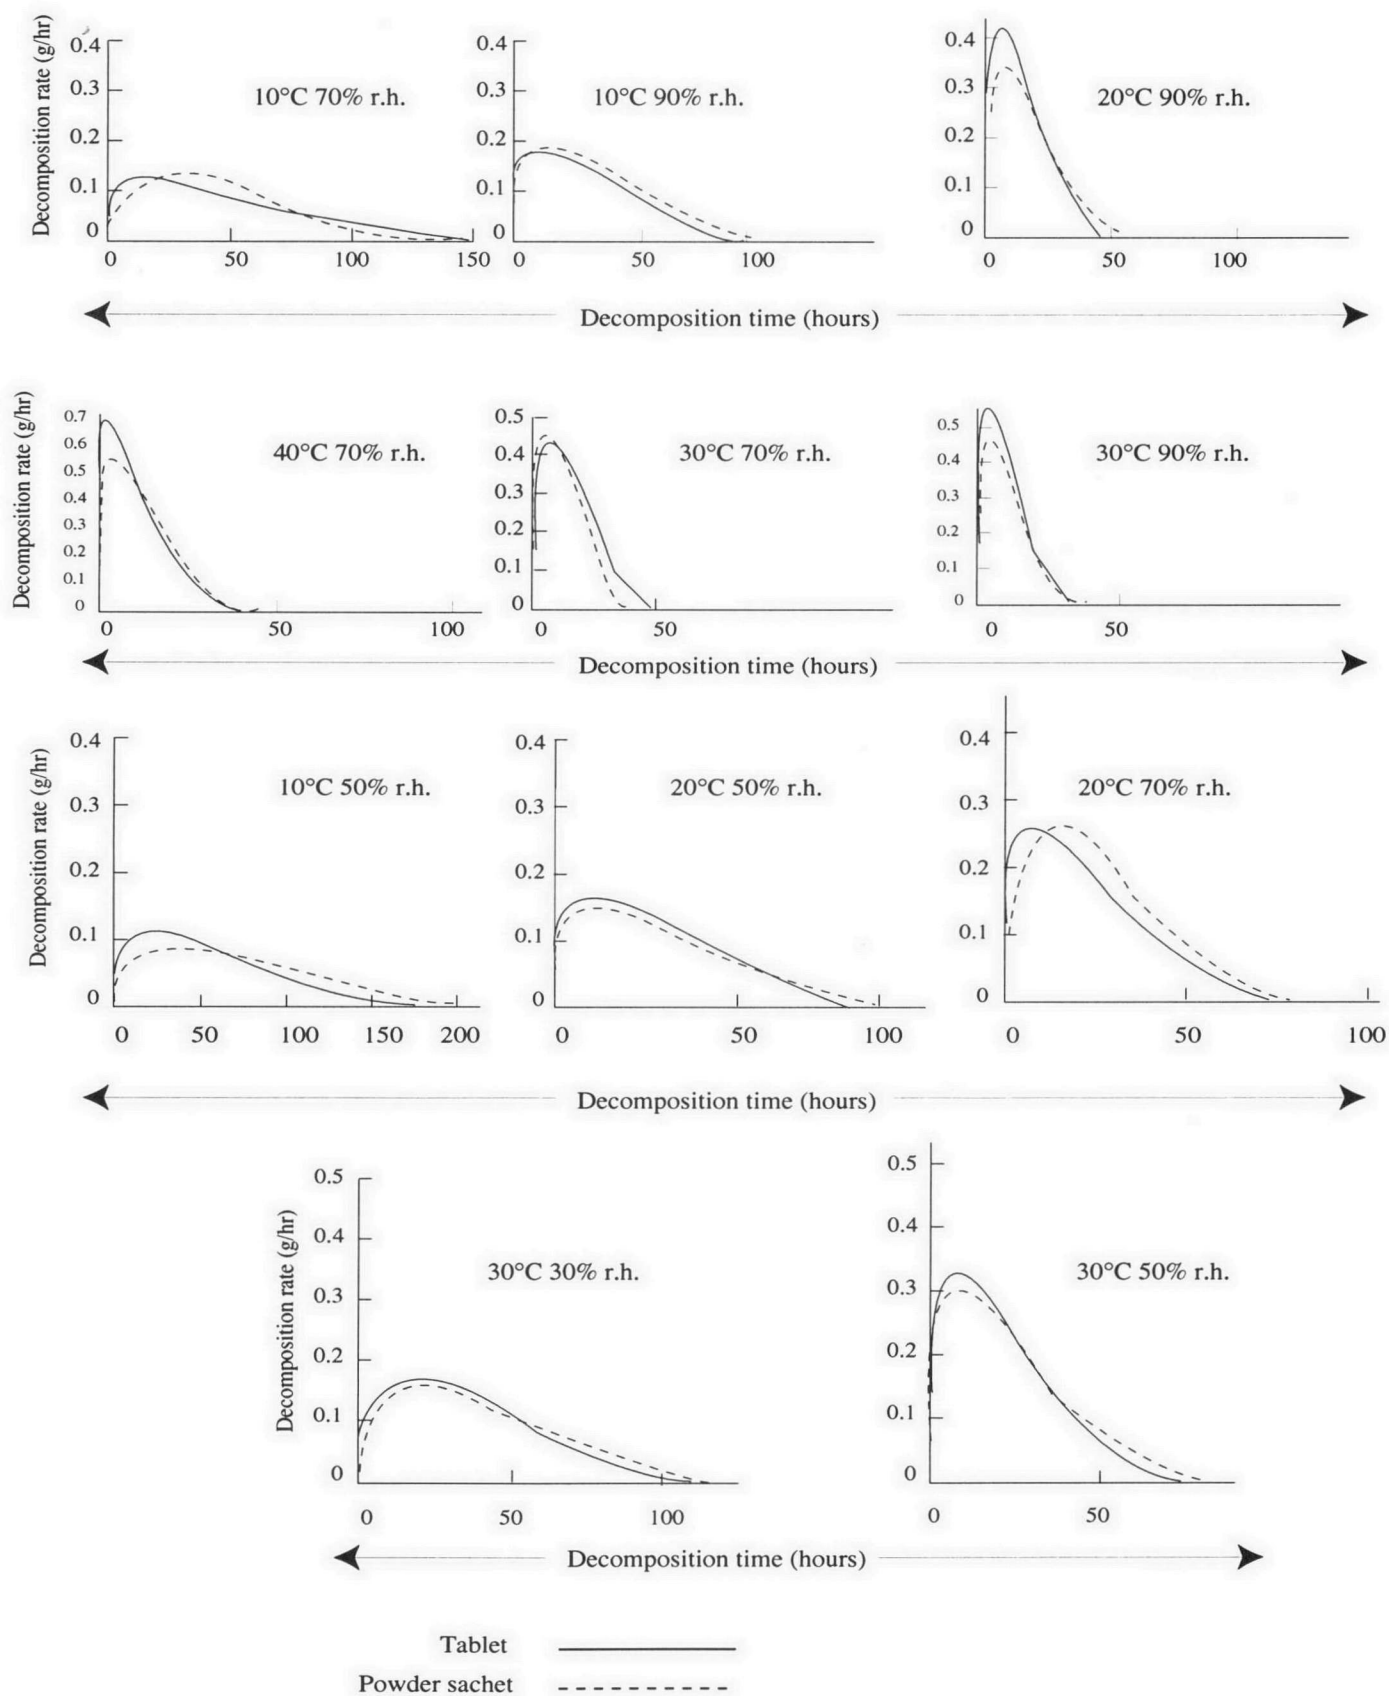 Decomposition rate (g/hr)
0.4
0.3
0.2
0.1
0
0 50 100 150
10°C 70% r.h.
0.4
0.3
0.2
0.1
0
0 50 100
10°C 90% r.h.
0.4
0.3
0.2
0.1
0
0 50 100
20°C 90% r.h.
Decomposition time (hours)
Decomposition rate (g/hr)
0.7
0.6
0.5
0.4
0.3
0.2
0.1
0
0 50 100
40°C 70% r.h.
0.5
0.4
0.3
0.2
0.1
0
0 50
30°C 70% r.h.
0.5
0.4
0.3
0.2
0.1
0
0 50
30°C 90% r.h.
Decomposition time (hours)
Decomposition rate (g/hr)
0.4
0.3
0.2
0.1
0
0 50 100 150 200
10°C 50% r.h.
0.4
0.3
0.2
0.1
0
0 50 100
20°C 50% r.h.
0.4
0.3
0.2
0.1
0
0 50 100
20°C 70% r.h.
Decomposition time (hours)
Decomposition rate (g/hr)
0.5
0.4
0.3
0.2
0.1
0
0 50 100
30°C 30% r.h.
0.5
0.4
0.3
0.2
0.1
0
0 50
30°C 50% r.h.
Decomposition time (hours)
Tablet
Powder sachet